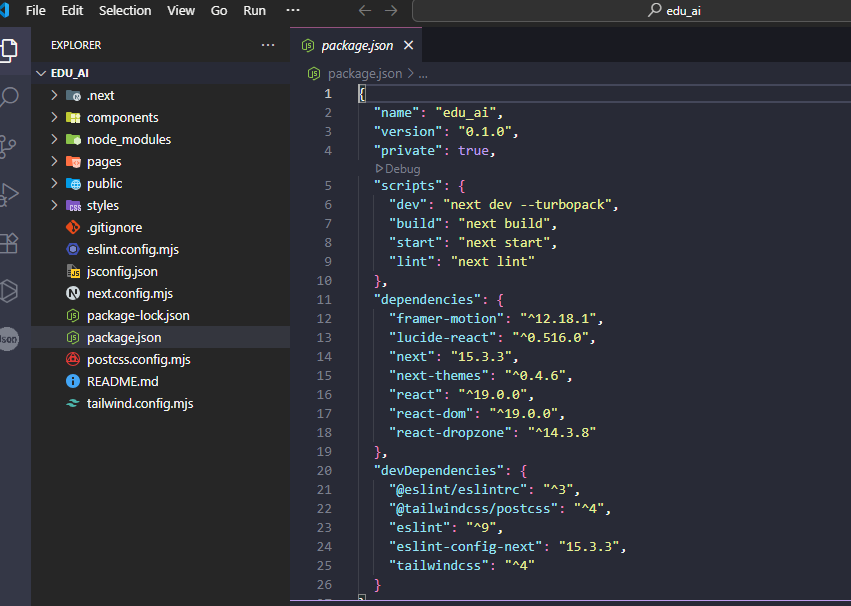 File Edit Selection View Go Run ···
edu_ai
EXPLORER ···
EDU_AI
.next
components
node_modules
pages
public
styles
.gitignore
eslint.config.mjs
jsconfig.json
next.config.mjs
package-lock.json
package.json
postcss.config.mjs
README.md
tailwind.config.mjs
package.json
package.json > ...
1 {
2 "name": "edu_ai",
3 "version": "0.1.0",
4 "private": true,
Debug
5 "scripts": {
6 "dev": "next dev --turbopack",
7 "build": "next build",
8 "start": "next start",
9 "lint": "next lint"
10 },
11 "dependencies": {
12 "framer-motion": "^12.18.1",
13 "lucide-react": "^0.516.0",
14 "next": "15.3.3",
15 "next-themes": "^0.4.6",
16 "react": "^19.0.0",
17 "react-dom": "^19.0.0",
18 "react-dropzone": "^14.3.8"
19 },
20 "devDependencies": {
21 "@eslint/eslintrc": "^3",
22 "@tailwindcss/postcss": "^4",
23 "eslint": "^9",
24 "eslint-config-next": "15.3.3",
25 "tailwindcss": "^4"
26 }